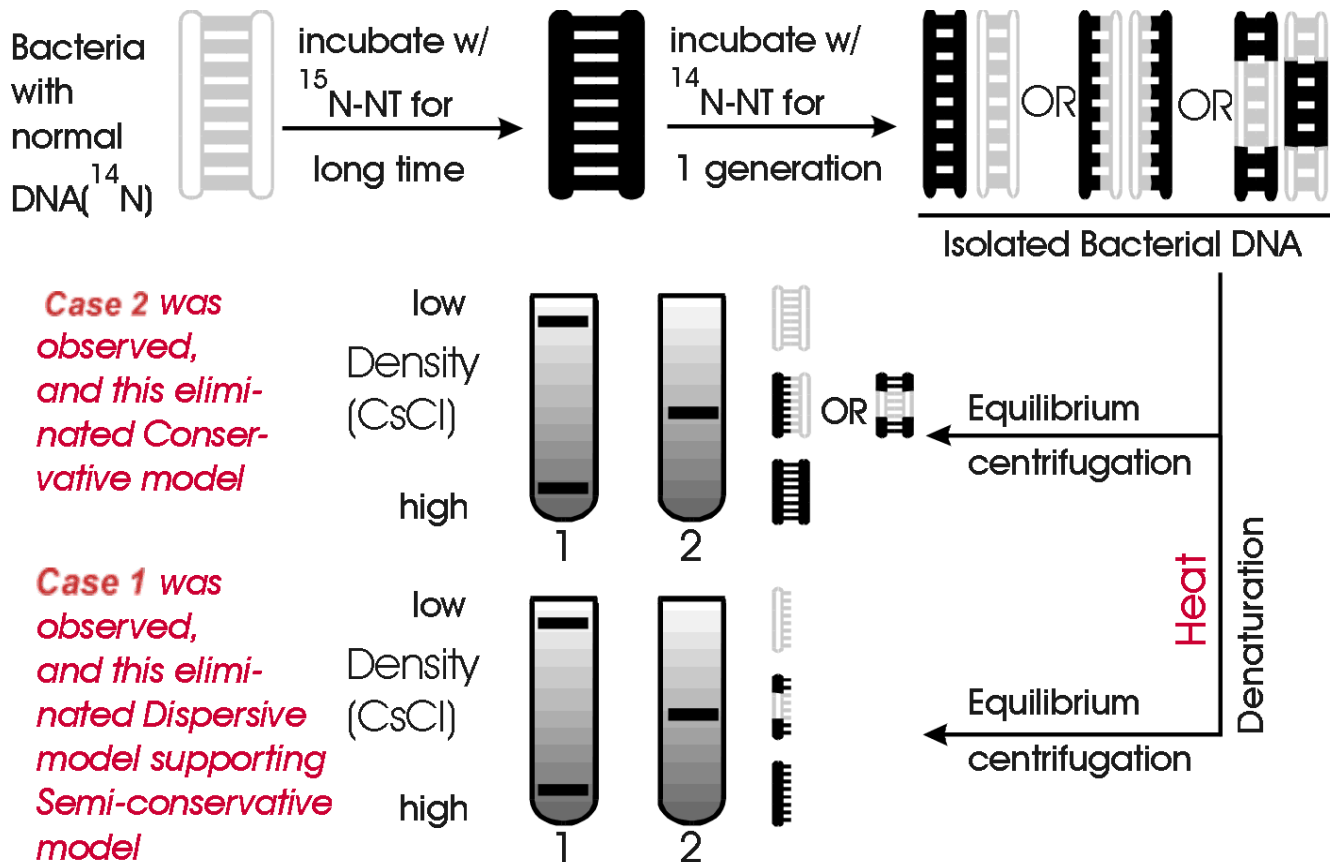 Bacteria
with
normal
DNA(14N)
incubate w/
15N-NT for
long time
incubate w/
14N-NT for
1 generation
OR
OR
Isolated Bacterial DNA
Case 2 was
observed,
and this elimi-
nated Conser-
vative model
low
Density
(CsCl)
high
1
2
OR
Equilibrium
centrifugation
Heat
Denaturation
Case 1 was
observed,
and this elimi-
nated Dispersive
model supporting
Semi-conservative
model
low
Density
(CsCl)
high
1
2
Equilibrium
centrifugation